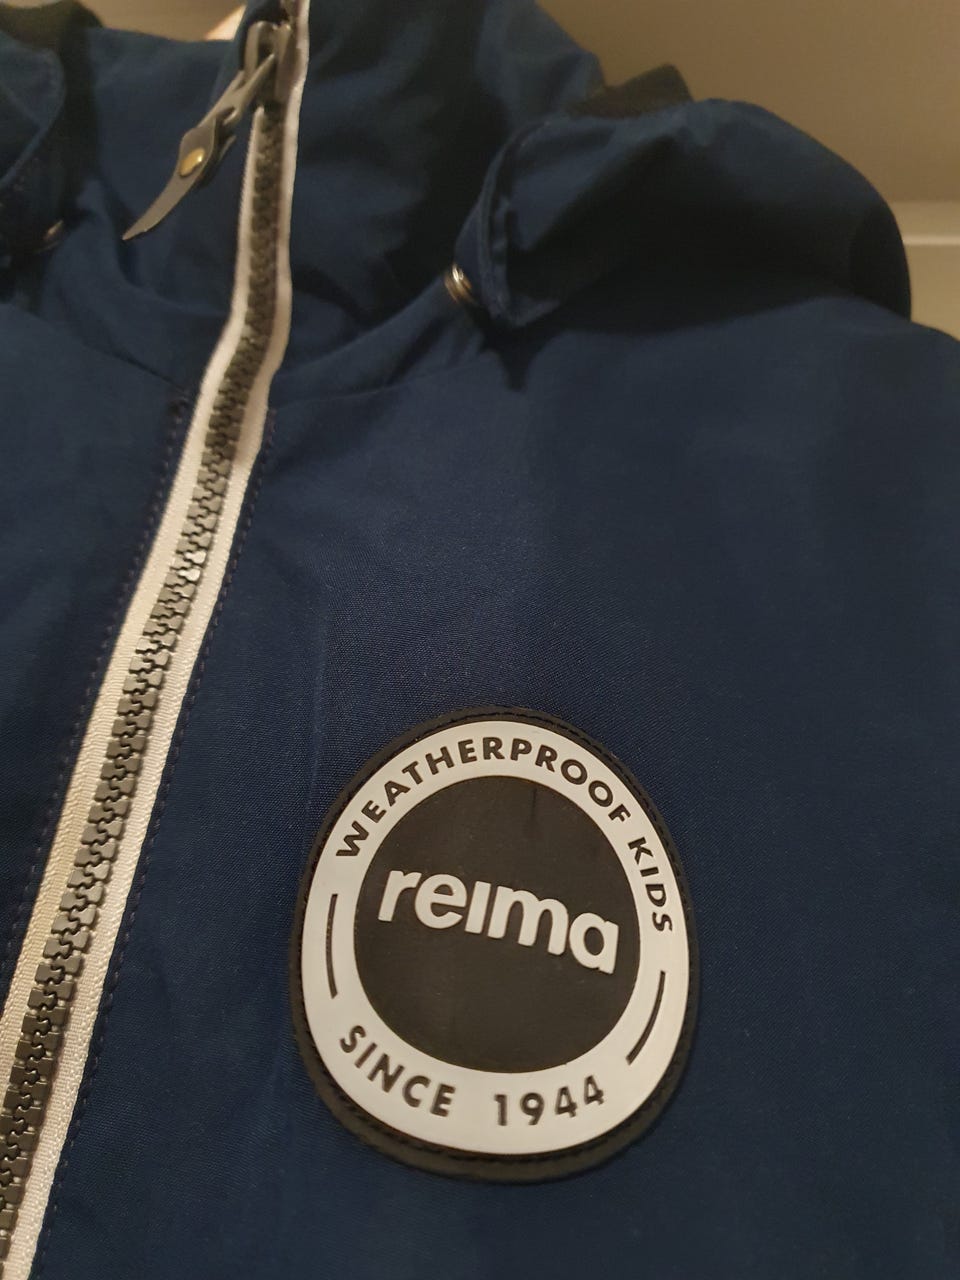 WEATHERPROOF KIDS
reima
SINCE 1944